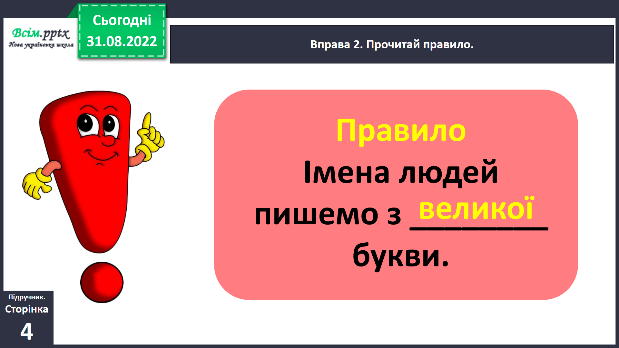 Всім.pptx
Нова українська школа
Сьогодні
31.08.2022
Вправа 2. Прочитай правило.
Правило
Імена людей
пишемо з великої
букви.
Підручник.
Сторінка
4